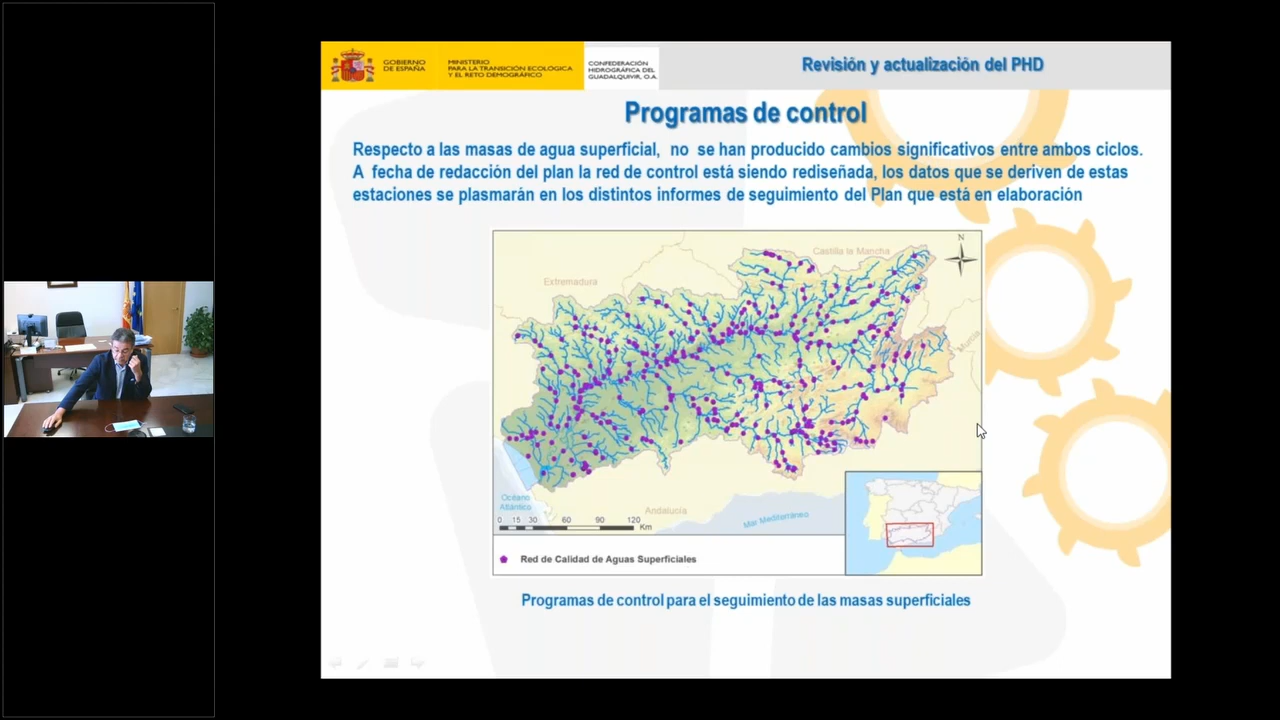 GOBIERNO
DE ESPAÑA
MINISTERIO
PARA LA TRANSICIÓN ECOLÓGICA
Y EL RETO DEMOGRÁFICO
CONFEDERACIÓN
HIDROGRÁFICA DEL
GUADALQUIVIR, O.A.
Revisión y actualización del PHD
Programas de control
Respecto a las masas de agua superficial, no se han producido cambios significativos entre ambos ciclos.
A fecha de redacción del plan la red de control está siendo rediseñada, los datos que se deriven de estas
estaciones se plasmarán en los distintos informes de seguimiento del Plan que está en elaboración
N
Castilla la Mancha
Extremadura
Murcia
Océano
Atlántico
Andalucía
Mar Mediterráneo
0 15 30 60 90 120
Km
Red de Calidad de Aguas Superficiales
Programas de control para el seguimiento de las masas superficiales